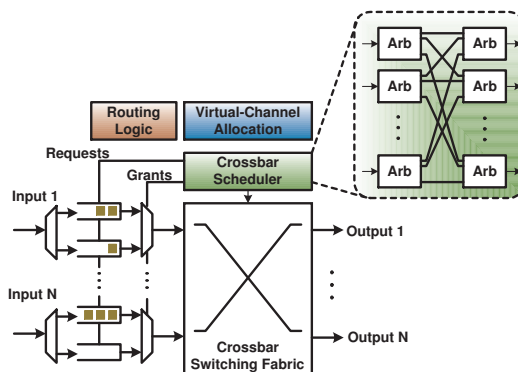 Arb Arb
Arb Arb
Arb Arb
Routing Logic
Virtual-Channel Allocation
Requests
Grants
Crossbar Scheduler
Input 1
Output 1
Input N
Output N
Crossbar Switching Fabric